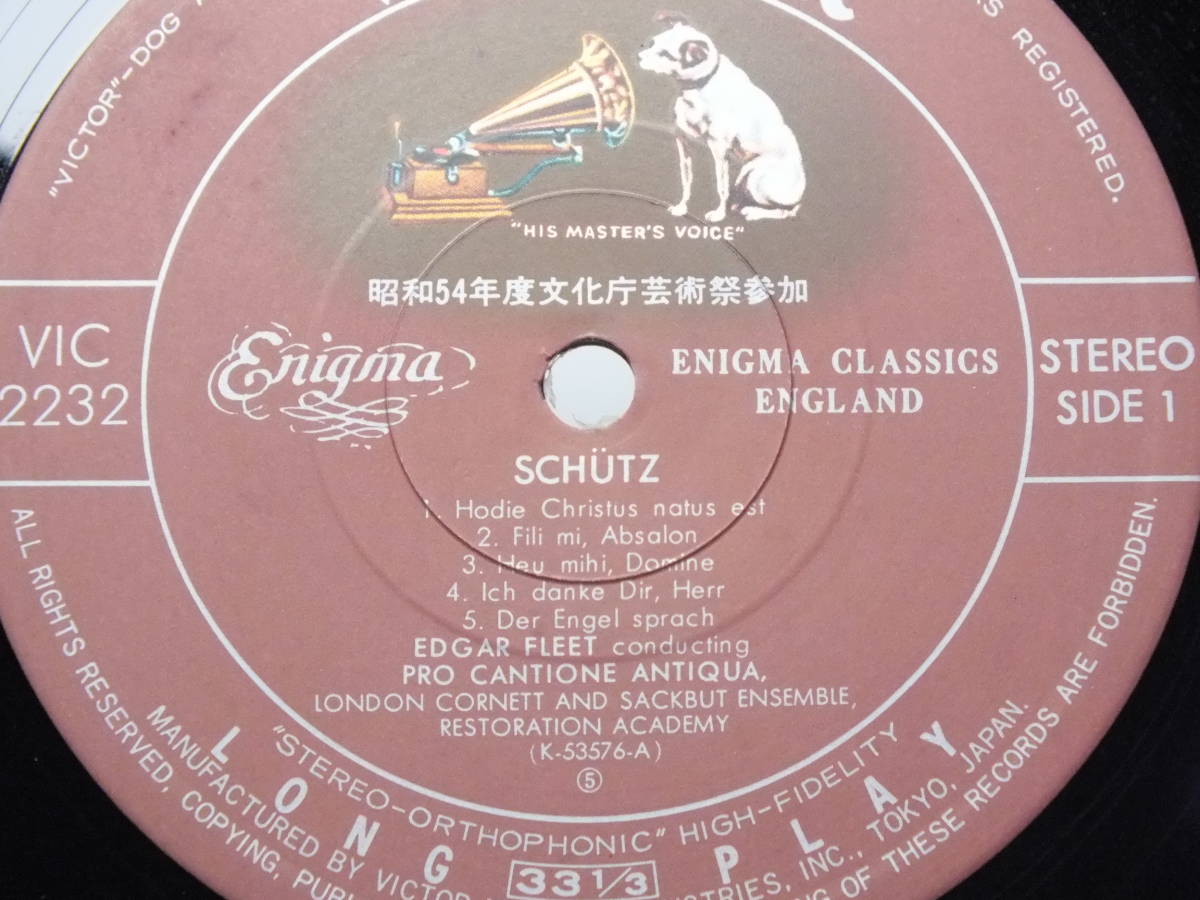 "VICTOR"-DOG
REGISTERED.
"HIS MASTER'S VOICE"
昭和54年度文化庁芸術祭参加
VIC
2232
Enigma
ENIGMA CLASSICS
ENGLAND
STEREO
SIDE 1
SCHÜTZ
1. Hodie Christus natus est
2. Fili mi, Absalon
3. Heu mihi, Domine
4. Ich danke Dir, Herr
5. Der Engel sprach
EDGAR FLEET conducting
PRO CANTIONE ANTIQUA,
LONDON CORNETT AND SACKBUT ENSEMBLE,
RESTORATION ACADEMY
(K-53576-A)
⑤
"STEREO-ORTHOPHONIC" HIGH-FIDELITY
LONG PLAY
33 1/3
MANUFACTURED BY VICTOR INC., TOKYO, JAPAN.
ALL RIGHTS RESERVED, COPYING, OF THESE RECORDS ARE FORBIDDEN.